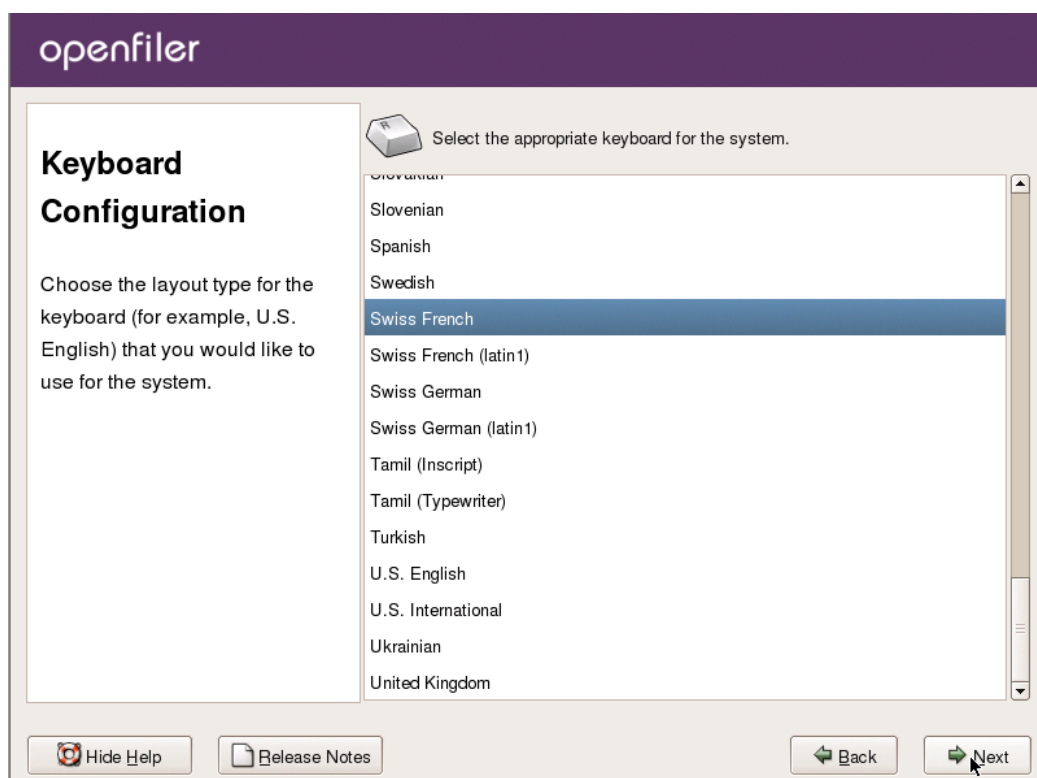 openfiler
Keyboard
Configuration
Choose the layout type for the
keyboard (for example, U.S.
English) that you would like to
use for the system.
R
Select the appropriate keyboard for the system.
Slovakian
Slovenian
Spanish
Swedish
Swiss French
Swiss French (latin1)
Swiss German
Swiss German (latin1)
Tamil (Inscript)
Tamil (Typewriter)
Turkish
U.S. English
U.S. International
Ukrainian
United Kingdom
Hide Help
Release Notes
Back
Next